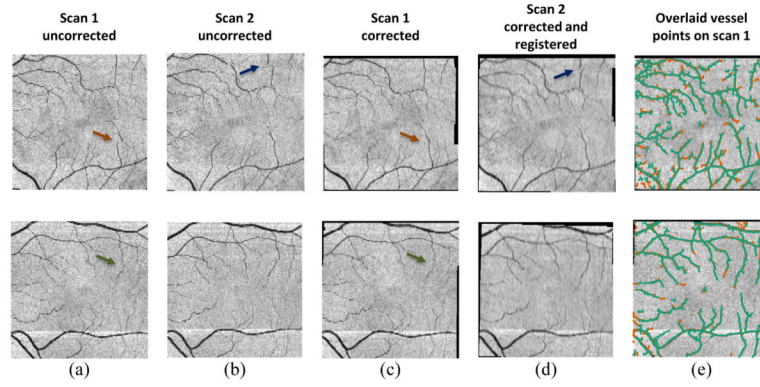 Scan 1
uncorrected
Scan 2
uncorrected
Scan 1
corrected
Scan 2
corrected and
registered
Overlaid vessel
points on scan 1
(a)
(b)
(c)
(d)
(e)